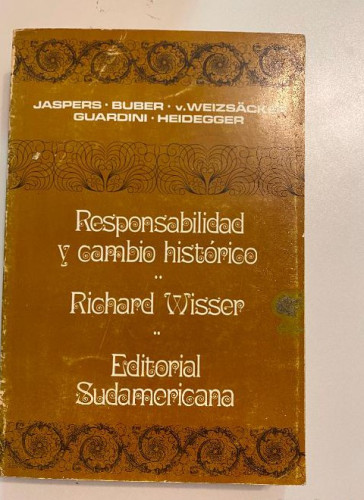 JASPERS · BUBER · v. WEIZSÄCKER
GUARDINI · HEIDEGGER
Responsabilidad
y cambio histórico
Richard Wisser
Editorial
Sudamericana